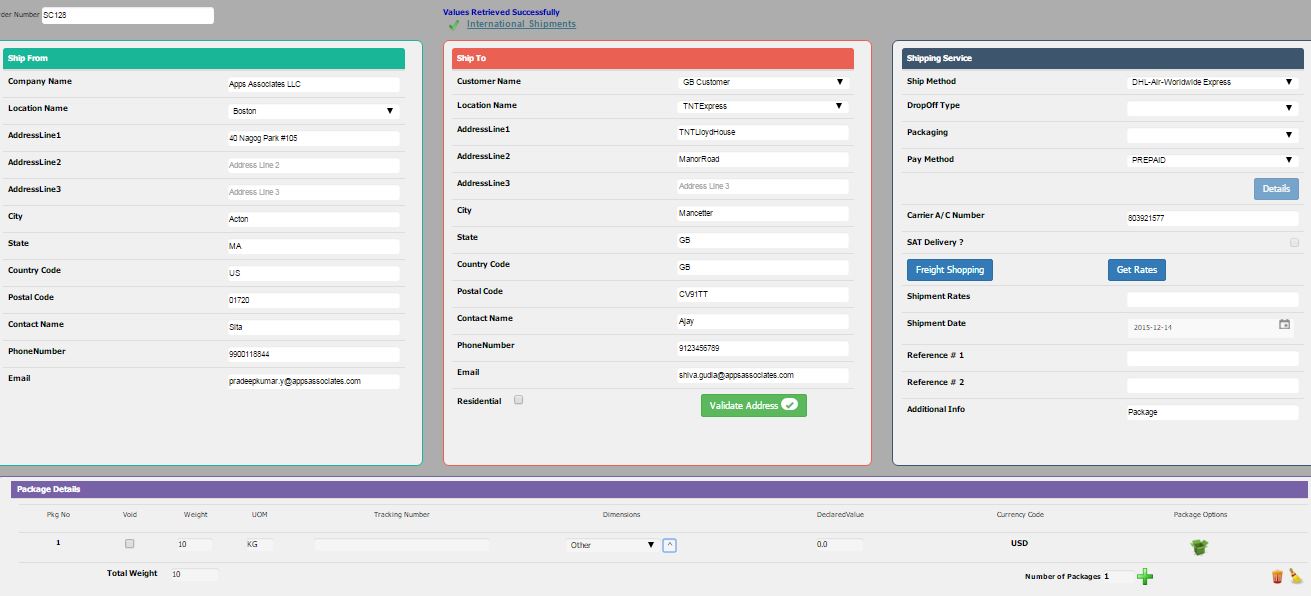 der Number SC128
Values Retrieved Successfully
International Shipments
Ship From
Company Name Apps Associates LLC
Location Name Boston
AddressLine1 40 Nagog Park #105
AddressLine2 Address Line 2
AddressLine3 Address Line 3
City Acton
State MA
Country Code US
Postal Code 01720
Contact Name Sita
PhoneNumber 9900118844
Email pradeepkumar.y@appsassociates.com
Ship To
Customer Name GB Customer
Location Name TNTExpress
AddressLine1 TNTLloydHouse
AddressLine2 ManorRoad
AddressLine3 Address Line 3
City Mancetter
State GB
Country Code GB
Postal Code CV91TT
Contact Name Ajay
PhoneNumber 9123456789
Email shiva.gudla@appsassociates.com
Residential Validate Address
Shipping Service
Ship Method DHL-Air-Worldwide Express
DropOff Type
Packaging
Pay Method PREPAID
Details
Carrier A/C Number 803921577
SAT Delivery ?
Freight Shopping Get Rates
Shipment Rates
Shipment Date 2015-12-14
Reference # 1
Reference # 2
Additional Info Package
Package Details
Pkg No Void Weight UOM Tracking Number Dimensions DeclaredValue Currency Code Package Options
1 10 KG Other ^ 0.0 USD
Total Weight 10 Number of Packages 1